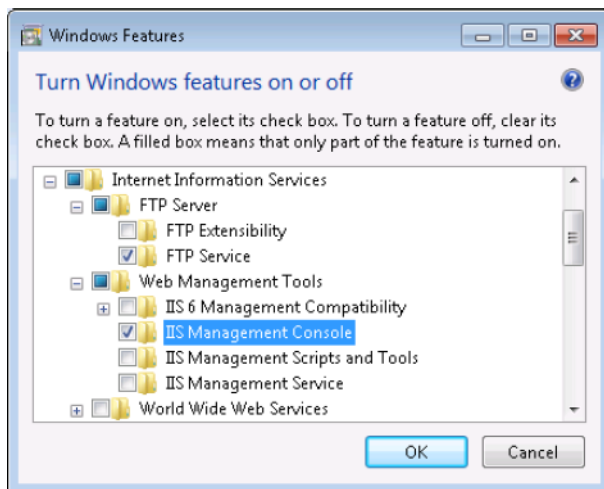 Windows Features
Turn Windows features on or off
To turn a feature on, select its check box. To turn a feature off, clear its
check box. A filled box means that only part of the feature is turned on.
Internet Information Services
FTP Server
FTP Extensibility
FTP Service
Web Management Tools
IIS 6 Management Compatibility
IIS Management Console
IIS Management Scripts and Tools
IIS Management Service
World Wide Web Services
OK Cancel